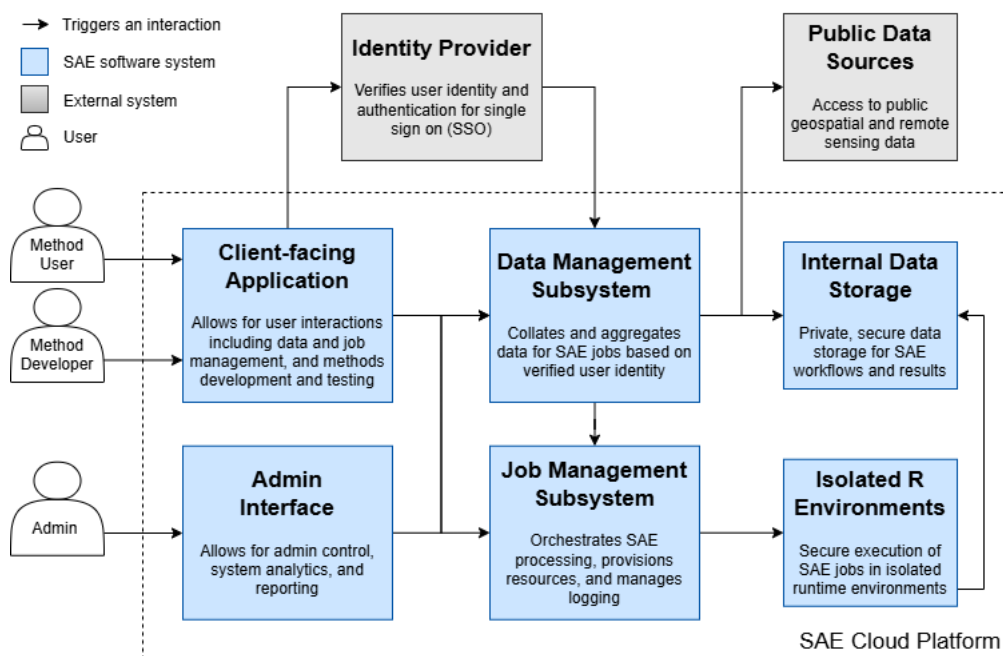 Triggers an interaction
SAE software system
External system
User
Identity Provider
Verifies user identity and
authentication for single
sign on (SSO)
Public Data
Sources
Access to public
geospatial and remote
sensing data
Method
User
Method
Developer
Admin
Client-facing
Application
Allows for user interactions
including data and job
management, and methods
development and testing
Data Management
Subsystem
Collates and aggregates
data for SAE jobs based on
verified user identity
Internal Data
Storage
Private, secure data
storage for SAE
workflows and results
Admin
Interface
Allows for admin control,
system analytics, and
reporting
Job Management
Subsystem
Orchestrates SAE
processing, provisions
resources, and manages
logging
Isolated R
Environments
Secure execution of
SAE jobs in isolated
runtime environments
SAE Cloud Platform